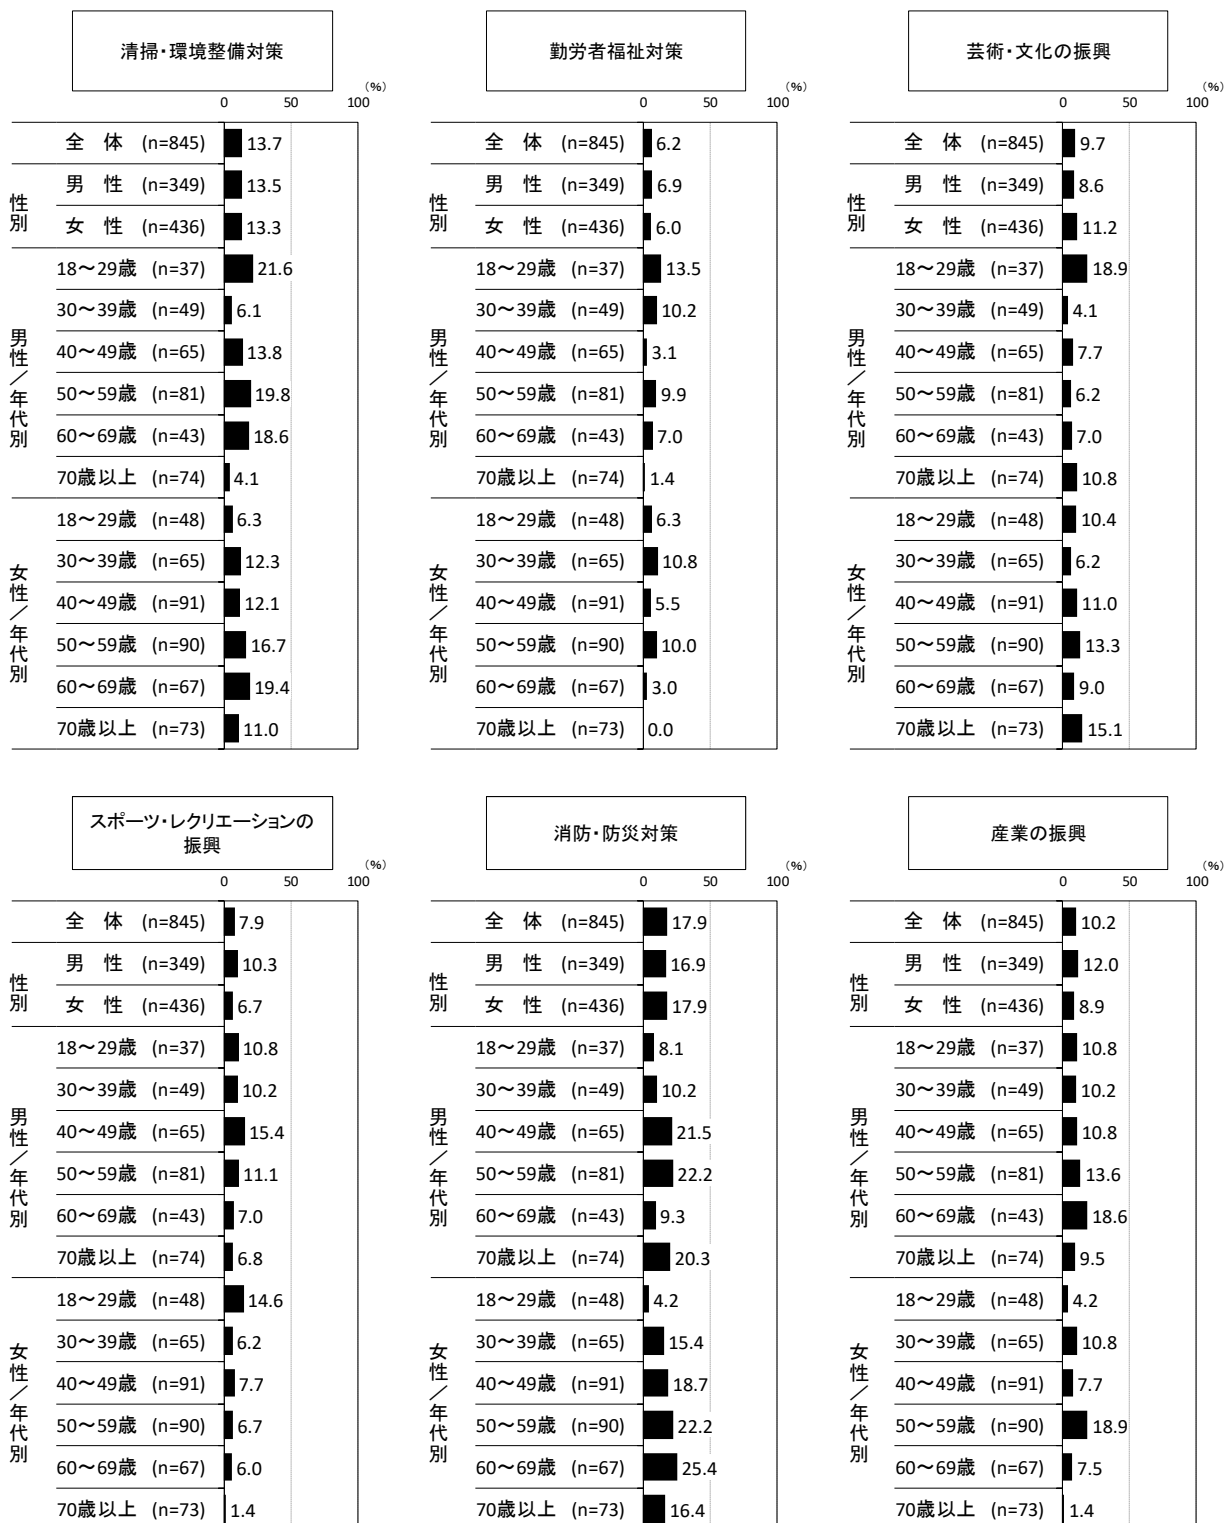 清掃・環境整備対策
(%)
0 50 100
全 体 (n=845) 13.7
性別
男 性 (n=349) 13.5
女 性 (n=436) 13.3
男性／年代別
18～29歳 (n=37) 21.6
30～39歳 (n=49) 6.1
40～49歳 (n=65) 13.8
50～59歳 (n=81) 19.8
60～69歳 (n=43) 18.6
70歳以上 (n=74) 4.1
女性／年代別
18～29歳 (n=48) 6.3
30～39歳 (n=65) 12.3
40～49歳 (n=91) 12.1
50～59歳 (n=90) 16.7
60～69歳 (n=67) 19.4
70歳以上 (n=73) 11.0
勤労者福祉対策
(%)
0 50 100
全 体 (n=845) 6.2
性別
男 性 (n=349) 6.9
女 性 (n=436) 6.0
男性／年代別
18～29歳 (n=37) 13.5
30～39歳 (n=49) 10.2
40～49歳 (n=65) 3.1
50～59歳 (n=81) 9.9
60～69歳 (n=43) 7.0
70歳以上 (n=74) 1.4
女性／年代別
18～29歳 (n=48) 6.3
30～39歳 (n=65) 10.8
40～49歳 (n=91) 5.5
50～59歳 (n=90) 10.0
60～69歳 (n=67) 3.0
70歳以上 (n=73) 0.0
芸術・文化の振興
(%)
0 50 100
全 体 (n=845) 9.7
性別
男 性 (n=349) 8.6
女 性 (n=436) 11.2
男性／年代別
18～29歳 (n=37) 18.9
30～39歳 (n=49) 4.1
40～49歳 (n=65) 7.7
50～59歳 (n=81) 6.2
60～69歳 (n=43) 7.0
70歳以上 (n=74) 10.8
女性／年代別
18～29歳 (n=48) 10.4
30～39歳 (n=65) 6.2
40～49歳 (n=91) 11.0
50～59歳 (n=90) 13.3
60～69歳 (n=67) 9.0
70歳以上 (n=73) 15.1
スポーツ・レクリエーションの
振興
(%)
0 50 100
全 体 (n=845) 7.9
性別
男 性 (n=349) 10.3
女 性 (n=436) 6.7
男性／年代別
18～29歳 (n=37) 10.8
30～39歳 (n=49) 10.2
40～49歳 (n=65) 15.4
50～59歳 (n=81) 11.1
60～69歳 (n=43) 7.0
70歳以上 (n=74) 6.8
女性／年代別
18～29歳 (n=48) 14.6
30～39歳 (n=65) 6.2
40～49歳 (n=91) 7.7
50～59歳 (n=90) 6.7
60～69歳 (n=67) 6.0
70歳以上 (n=73) 1.4
消防・防災対策
(%)
0 50 100
全 体 (n=845) 17.9
性別
男 性 (n=349) 16.9
女 性 (n=436) 17.9
男性／年代別
18～29歳 (n=37) 8.1
30～39歳 (n=49) 10.2
40～49歳 (n=65) 21.5
50～59歳 (n=81) 22.2
60～69歳 (n=43) 9.3
70歳以上 (n=74) 20.3
女性／年代別
18～29歳 (n=48) 4.2
30～39歳 (n=65) 15.4
40～49歳 (n=91) 18.7
50～59歳 (n=90) 22.2
60～69歳 (n=67) 25.4
70歳以上 (n=73) 16.4
産業の振興
(%)
0 50 100
全 体 (n=845) 10.2
性別
男 性 (n=349) 12.0
女 性 (n=436) 8.9
男性／年代別
18～29歳 (n=37) 10.8
30～39歳 (n=49) 10.2
40～49歳 (n=65) 10.8
50～59歳 (n=81) 13.6
60～69歳 (n=43) 18.6
70歳以上 (n=74) 9.5
女性／年代別
18～29歳 (n=48) 4.2
30～39歳 (n=65) 10.8
40～49歳 (n=91) 7.7
50～59歳 (n=90) 18.9
60～69歳 (n=67) 7.5
70歳以上 (n=73) 1.4